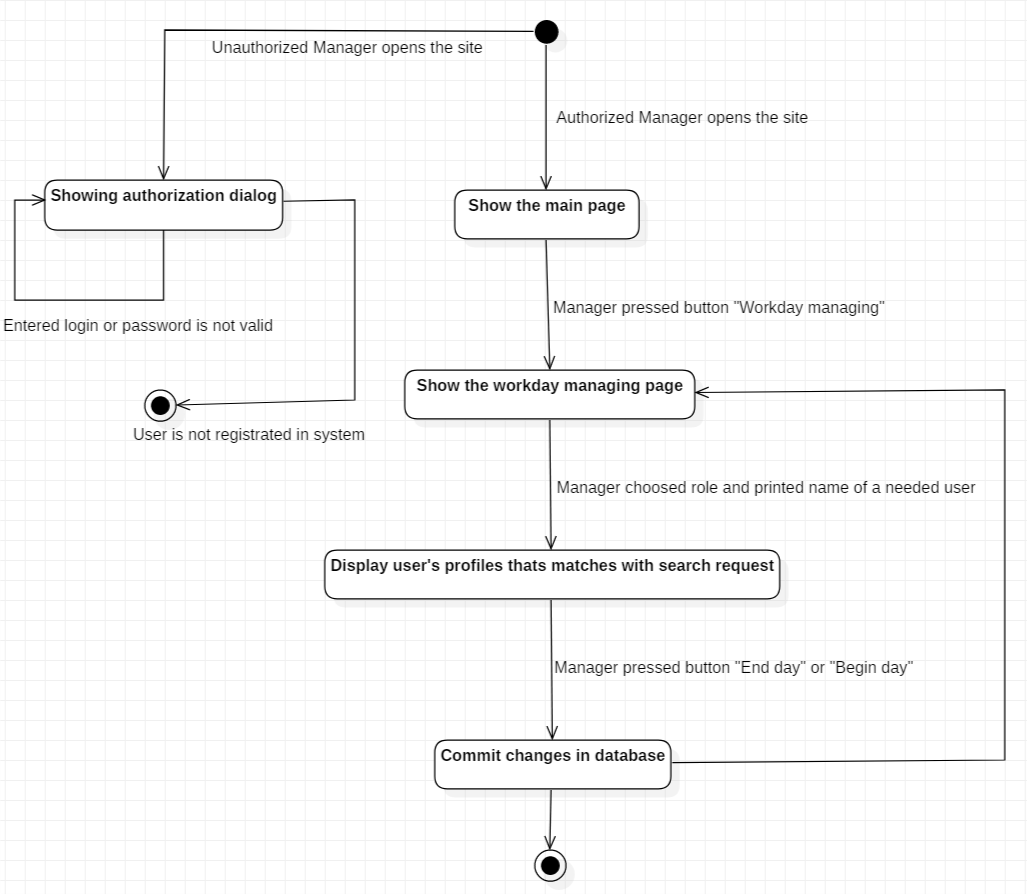 Unauthorized Manager opens the site
Authorized Manager opens the site
Showing authorization dialog
Show the main page
Manager pressed button "Workday managing"
Entered login or password is not valid
Show the workday managing page
User is not registrated in system
Manager choosed role and printed name of a needed user
Display user's profiles thats matches with search request
Manager pressed button "End day" or "Begin day"
Commit changes in database